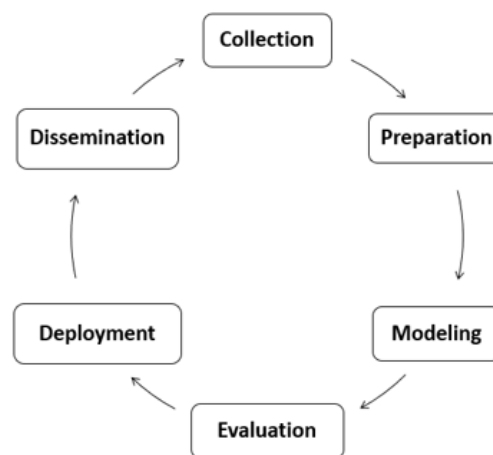 Collection
Preparation
Modeling
Evaluation
Deployment
Dissemination